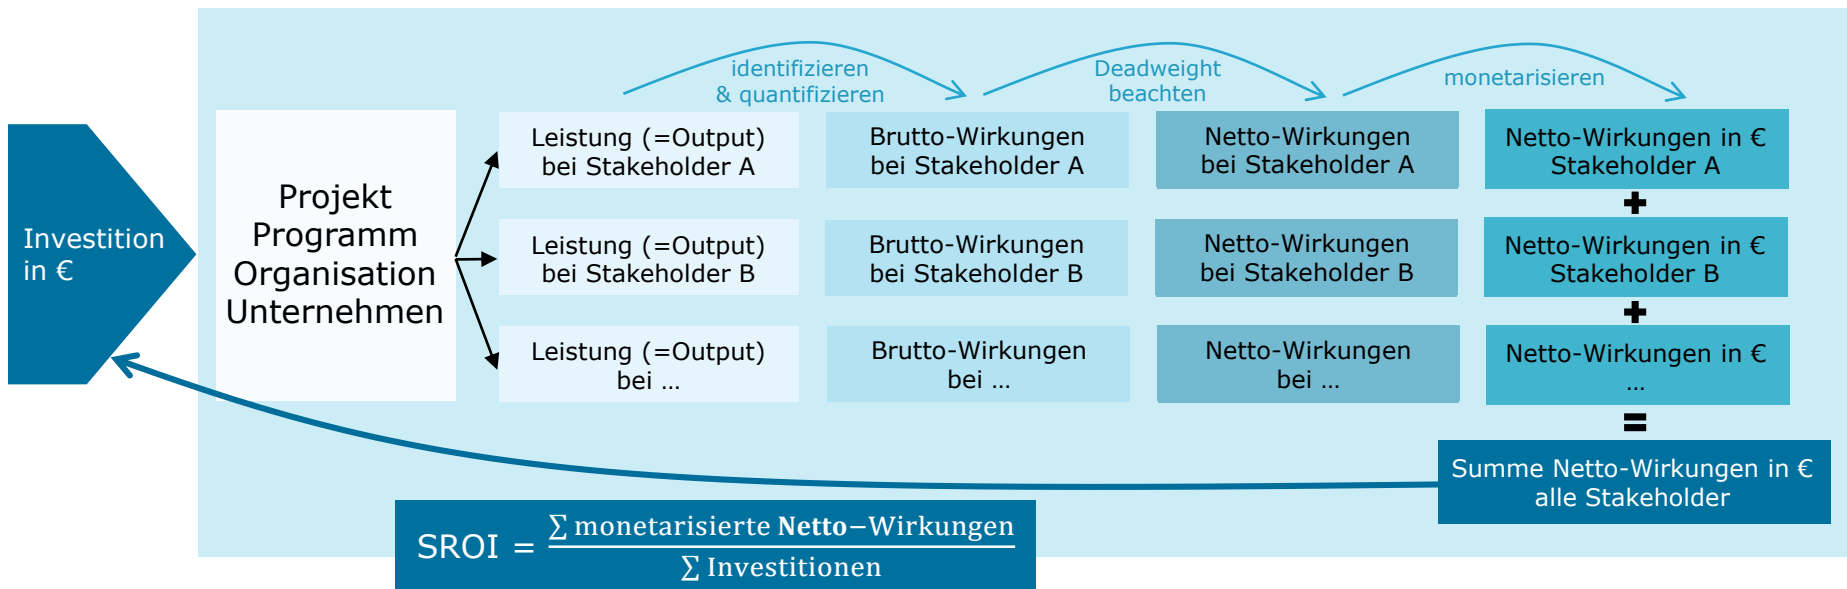 identifizieren
& quantifizieren
Deadweight
beachten
monetarisieren
Investition
in €
Projekt
Programm
Organisation
Unternehmen
Leistung (=Output)
bei Stakeholder A
Brutto-Wirkungen
bei Stakeholder A
Netto-Wirkungen
bei Stakeholder A
Netto-Wirkungen in €
Stakeholder A
+
Leistung (=Output)
bei Stakeholder B
Brutto-Wirkungen
bei Stakeholder B
Netto-Wirkungen
bei Stakeholder B
Netto-Wirkungen in €
Stakeholder B
+
Leistung (=Output)
bei ...
Brutto-Wirkungen
bei ...
Netto-Wirkungen
bei ...
Netto-Wirkungen in €
...
=
Summe Netto-Wirkungen in €
alle Stakeholder
SROI = ∑ monetarisierte Netto−Wirkungen
∑ Investitionen